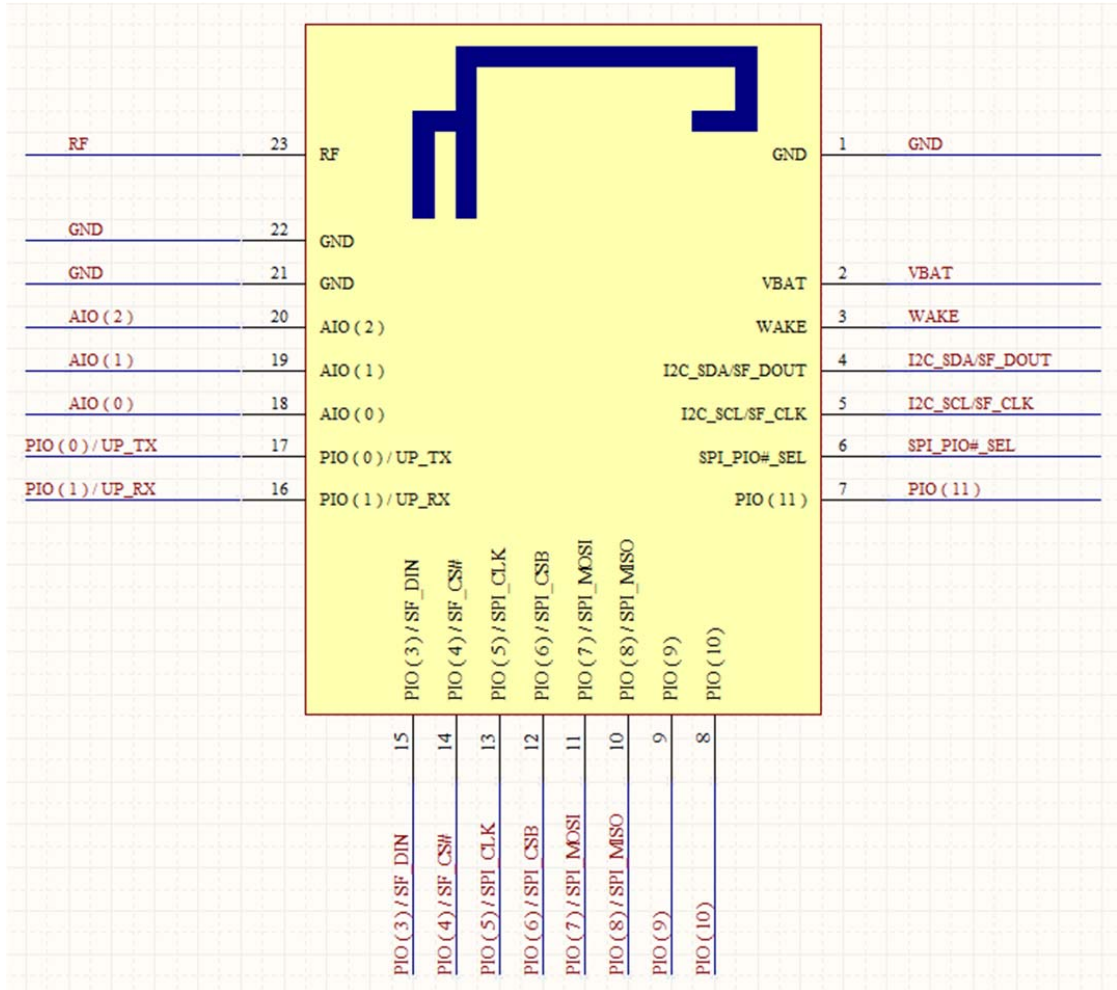 RF 23 RF
GND 1 GND
GND 22 GND
GND 21 GND
VBAT 2 VBAT
AIO(2) 20 AIO(2)
WAKE 3 WAKE
AIO(1) 19 AIO(1)
I2C_SDA/SF_DOUT 4 I2C_SDA/SF_DOUT
AIO(0) 18 AIO(0)
I2C_SCL/SF_CLK 5 I2C_SCL/SF_CLK
PIO(0)/UP_TX 17 PIO(0)/UP_TX
SPI_PIO#_SEL 6 SPI_PIO#_SEL
PIO(1)/UP_RX 16 PIO(1)/UP_RX
PIO(11) 7 PIO(11)
PIO(3)/SF_DIN 15 PIO(3)/SF_DIN
PIO(4)/SF_CS# 14 PIO(4)/SF_CS#
PIO(5)/SPI_CLK 13 PIO(5)/SPI_CLK
PIO(6)/SPI_CSB 12 PIO(6)/SPI_CSB
PIO(7)/SPI_MOSI 11 PIO(7)/SPI_MOSI
PIO(8)/SPI_MISO 10 PIO(8)/SPI_MISO
PIO(9) 9 PIO(9)
PIO(10) 8 PIO(10)